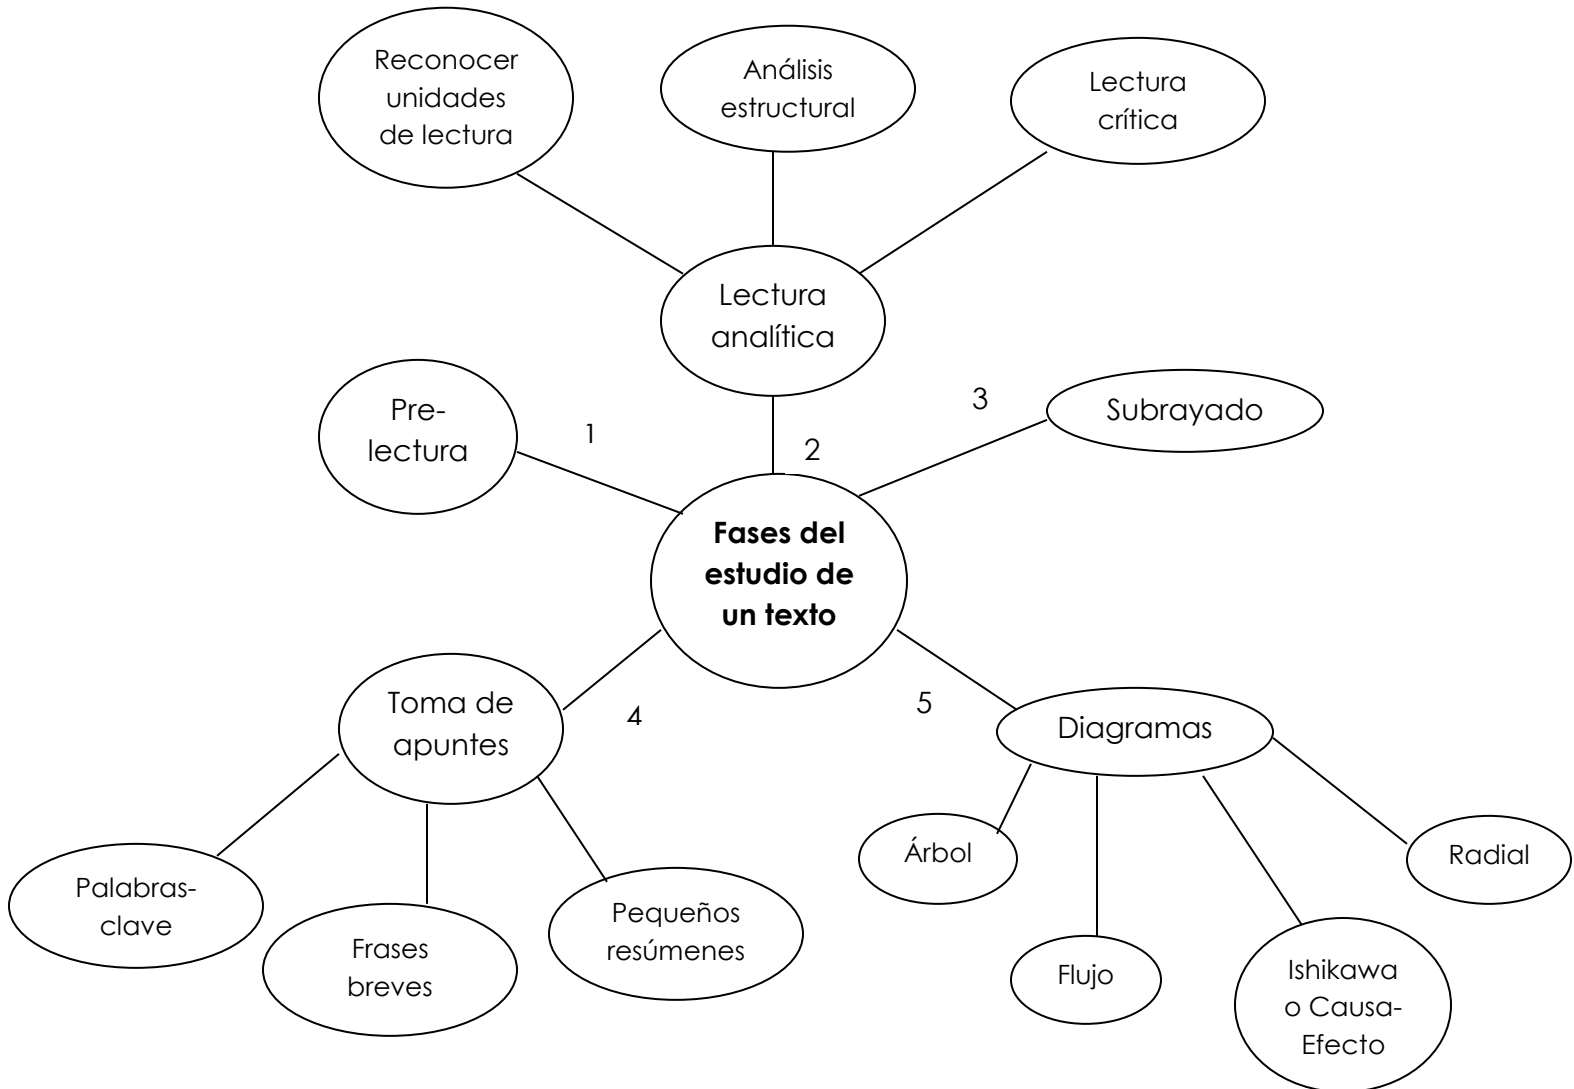 Reconocer
unidades
de lectura
Análisis
estructural
Lectura
crítica
Lectura
analítica
Pre-
lectura
1
2
3
Subrayado
Fases del
estudio de
un texto
Toma de
apuntes
4
5
Diagramas
Palabras-
clave
Frases
breves
Pequeños
resúmenes
Árbol
Flujo
Ishikawa
o Causa-
Efecto
Radial